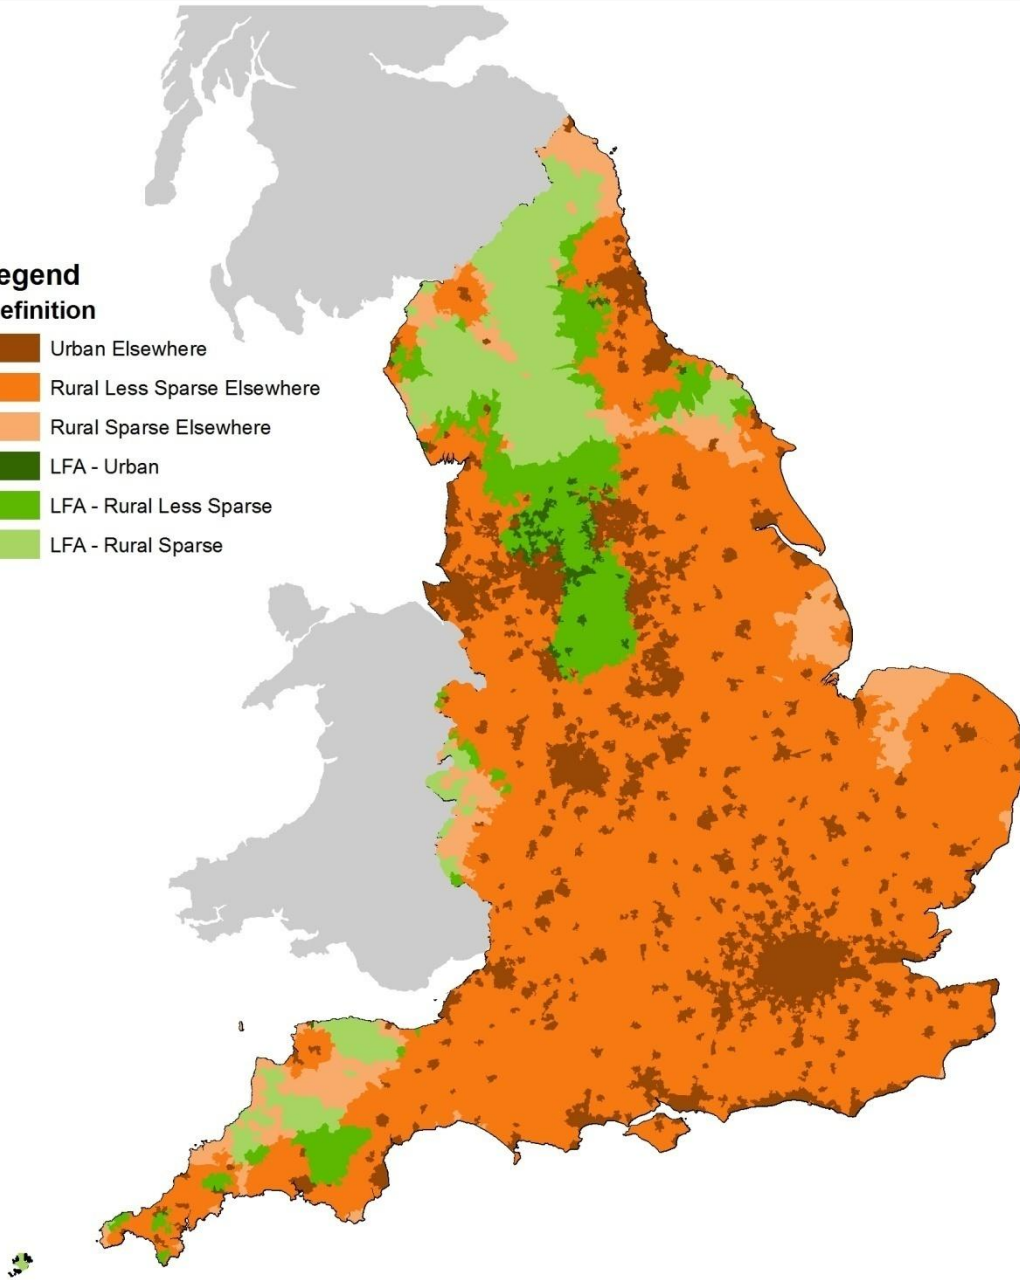 egend
efinition
Urban Elsewhere
Rural Less Sparse Elsewhere
Rural Sparse Elsewhere
LFA - Urban
LFA - Rural Less Sparse
LFA - Rural Sparse